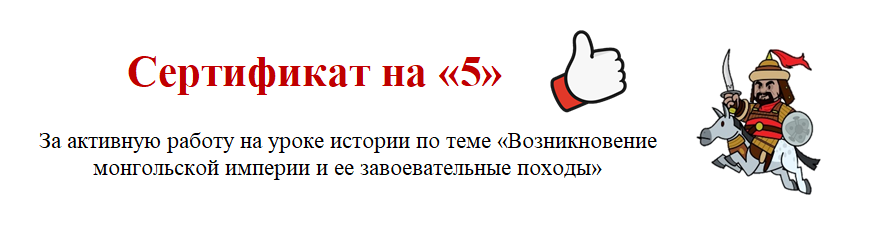 Сертификат на «5»
За активную работу на уроке истории по теме «Возникновение
монгольской империи и ее завоевательные походы»